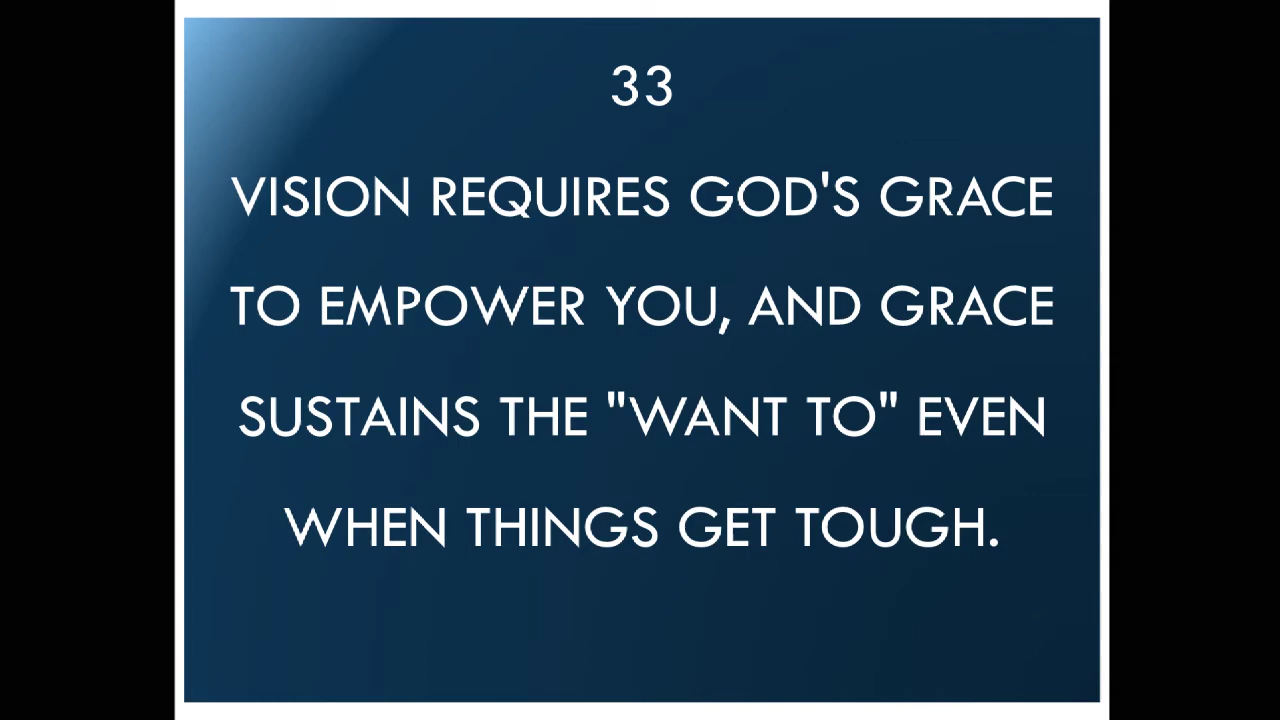 33
VISION REQUIRES GOD'S GRACE
TO EMPOWER YOU, AND GRACE
SUSTAINS THE "WANT TO" EVEN
WHEN THINGS GET TOUGH.